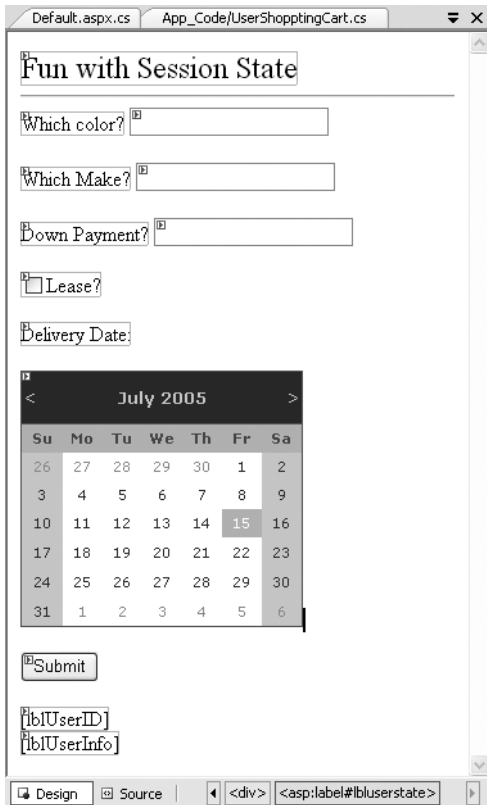 Default.aspx.cs App_Code/UserShopptingCart.cs
Fun with Session State
Which color?
Which Make?
Down Payment?
Lease?
Delivery Date:
< July 2005 >
Su Mo Tu We Th Fr Sa
26 27 28 29 30 1 2
3 4 5 6 7 8 9
10 11 12 13 14 15 16
17 18 19 20 21 22 23
24 25 26 27 28 29 30
31 1 2 3 4 5 6
Submit
[lblUserID]
[lblUserInfo]
Design Source <div> <asp:label#lbluserstate>